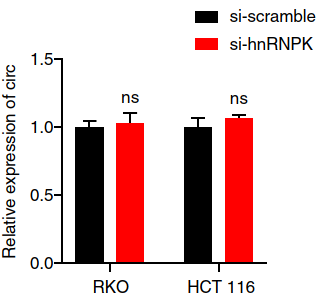 si-scramble
si-hnRNPK
Relative expression of circ
1.5
1.0
0.5
0.0
ns
ns
RKO
HCT 116